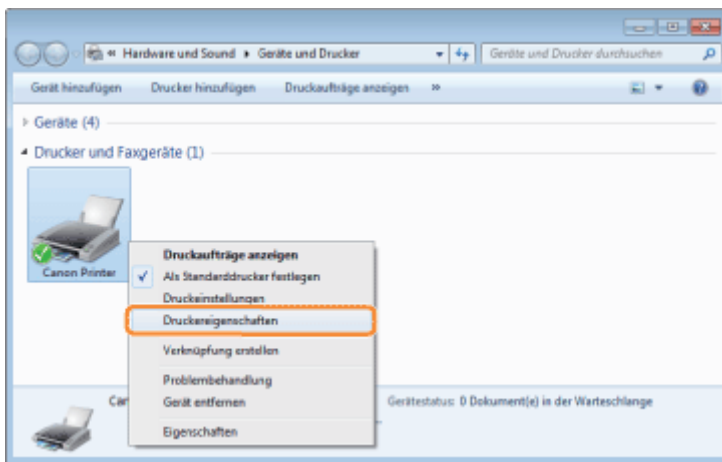 « Hardware und Sound ▸ Geräte und Drucker
Geräte und Drucker durchsuchen
Gerät hinzufügen Drucker hinzufügen Druckaufträge anzeigen »
Geräte (4)
Drucker und Faxgeräte (1)
Canon Printer
Druckaufträge anzeigen
Als Standarddrucker festlegen
Druckeinstellungen
Druckereigenschaften
Verknüpfung erstellen
Problembehandlung
Gerät entfernen
Eigenschaften
Can
Gerätestatus: 0 Dokument(e) in der Warteschlange